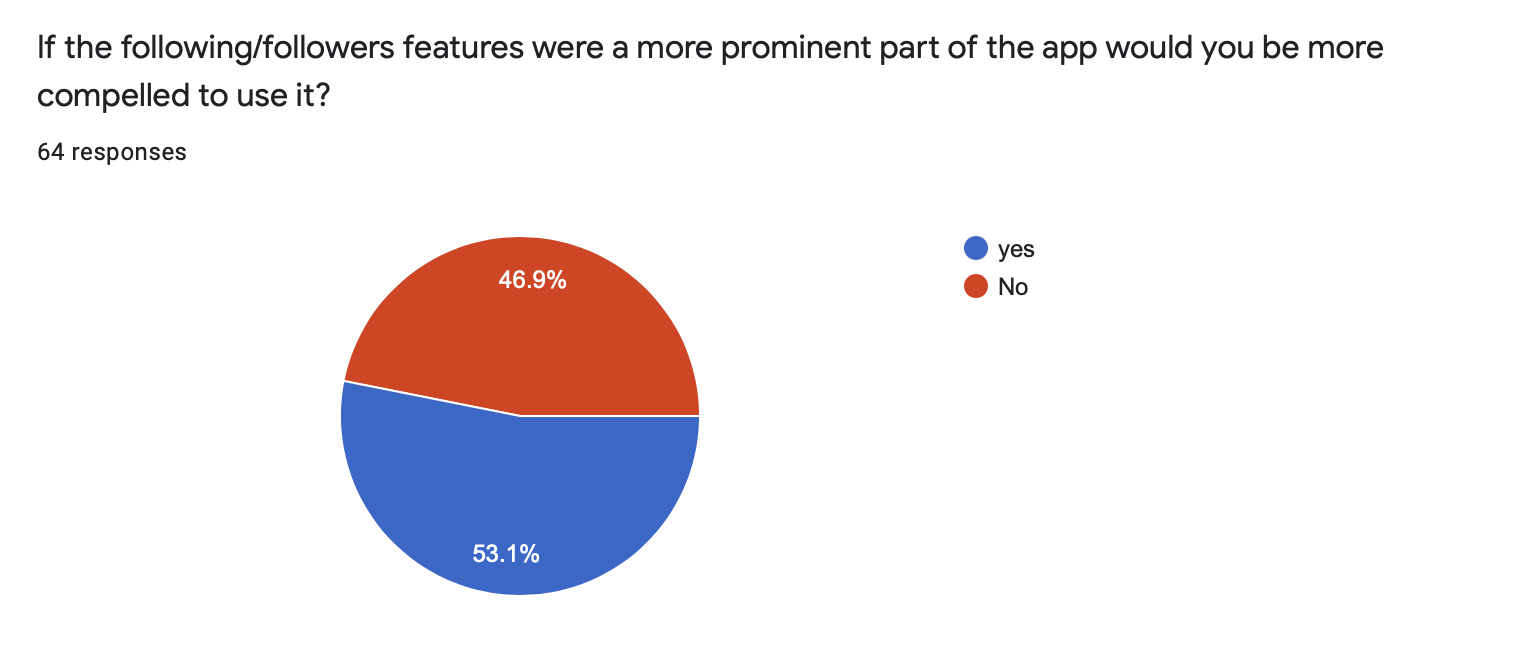 If the following/followers features were a more prominent part of the app would you be more
compelled to use it?
64 responses
yes
No
46.9%
53.1%